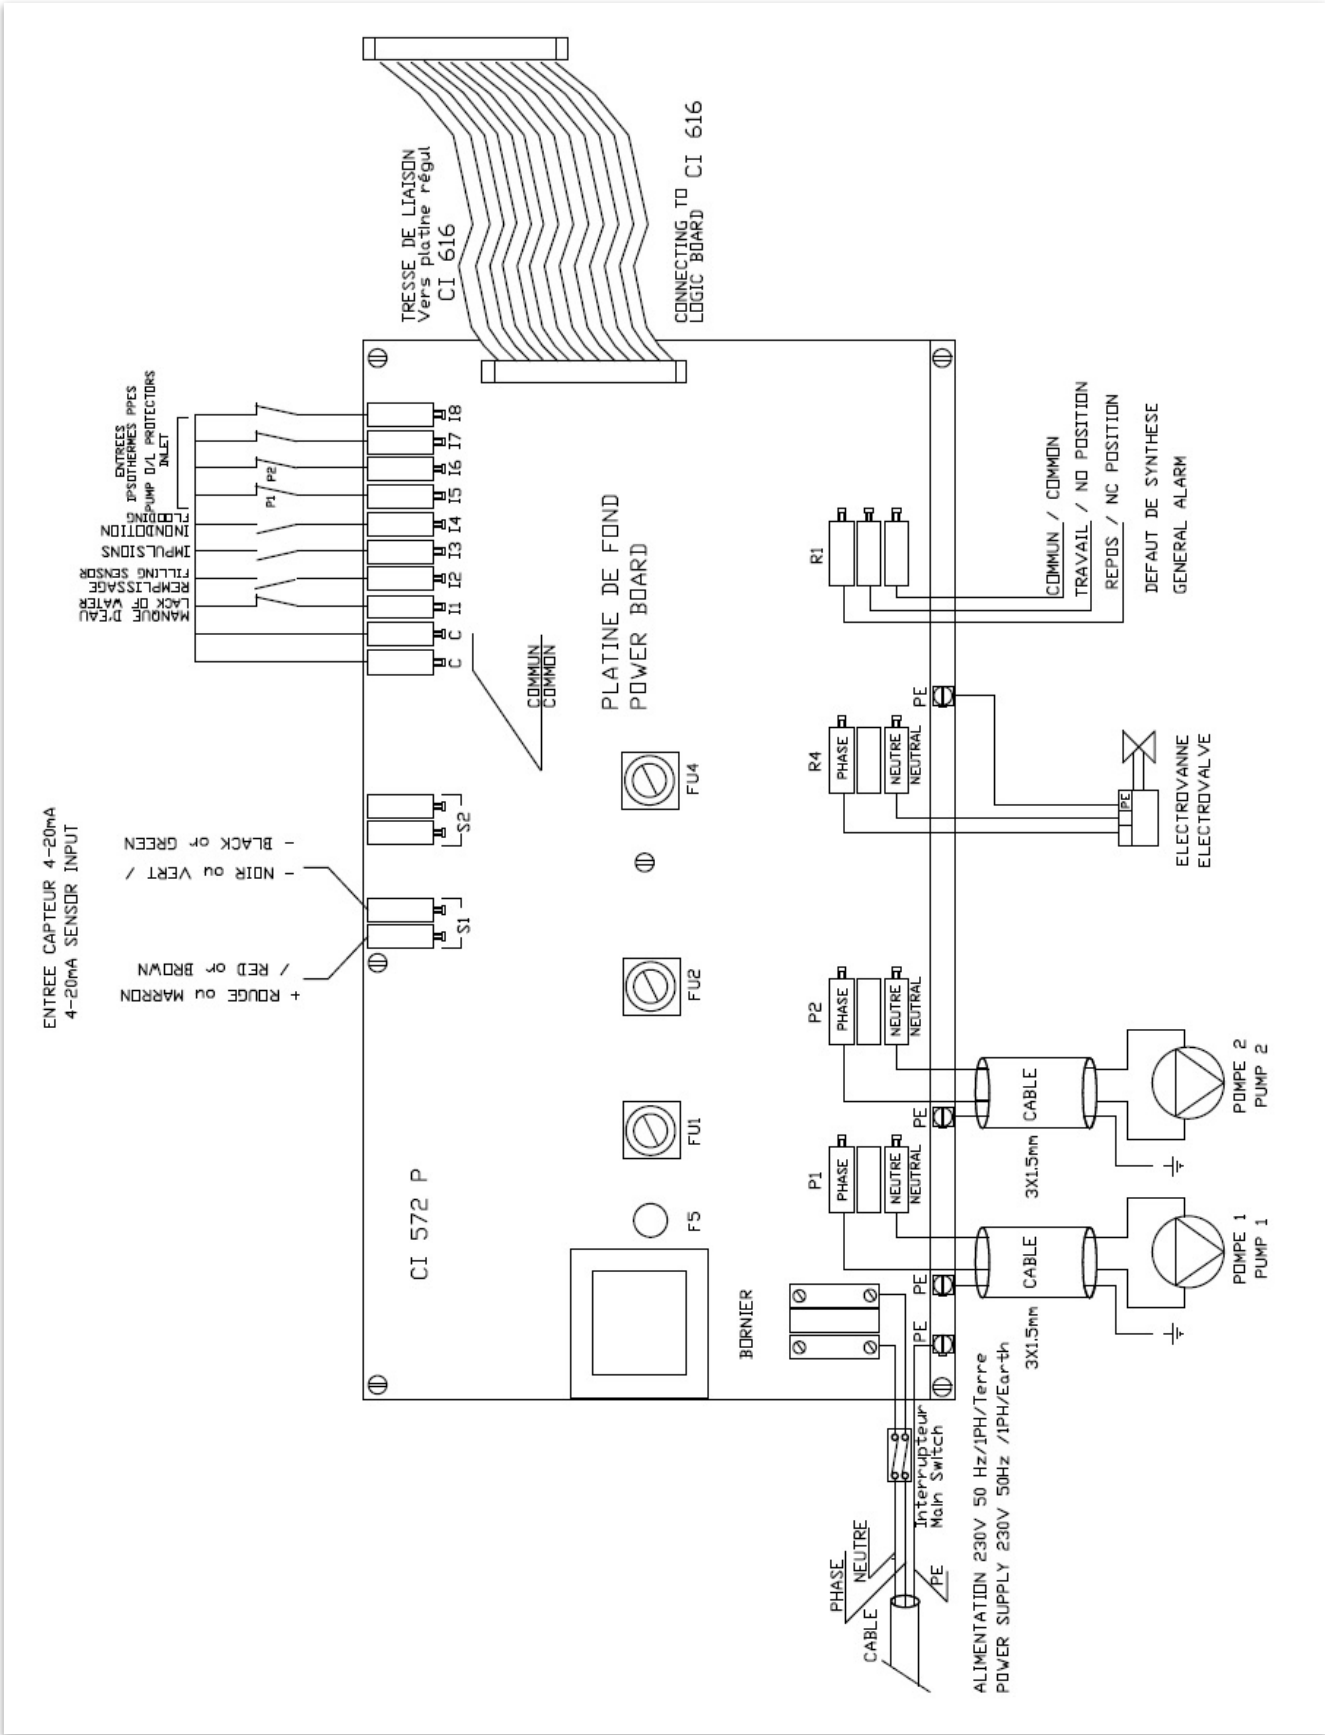 ENTREE CAPTEUR 4-20mA
4-20mA SENSOR INPUT
+ ROUGE ou MARRON
/ RED or BROWN
- NOIR ou VERT /
- BLACK or GREEN
MANQUE D'EAU
LACK OF WATER
REMPLISSAGE
FILLING SENSOR
IMPULSIONS
INONDOTION
FLOODING
ENTREES
IPSOTHERMES PPES
PUMP O/L PROTECTORS
INLET
P1
P2
S1
S2
C
C
I1
I2
I3
I4
I5
I6
I7
I8
COMMUN
COMMON
TRESSE DE LIAISON
Vers platine régul
CI 616
CONNECTING TO
LOGIC BOARD CI 616
CI 572 P
PLATINE DE FOND
POWER BOARD
F5
FU1
FU2
FU4
BORNIER
P1
PHASE
NEUTRE
NEUTRAL
P2
PHASE
NEUTRE
NEUTRAL
R4
PHASE
NEUTRE
NEUTRAL
R1
PE
PE
PE
PE
CABLE
PHASE
NEUTRE
PE
Interrupteur
Main Switch
ALIMENTATION 230V 50 Hz/1PH/Terre
POWER SUPPLY 230V 50Hz /1PH/Earth
3X1.5mm
CABLE
POMPE 1
PUMP 1
3X1.5mm
CABLE
POMPE 2
PUMP 2
PE
ELECTROVANNE
ELECTROVALVE
COMMUN / COMMON
TRAVAIL / NO POSITION
REPOS / NC POSITION
DEFAUT DE SYNTHESE
GENERAL ALARM